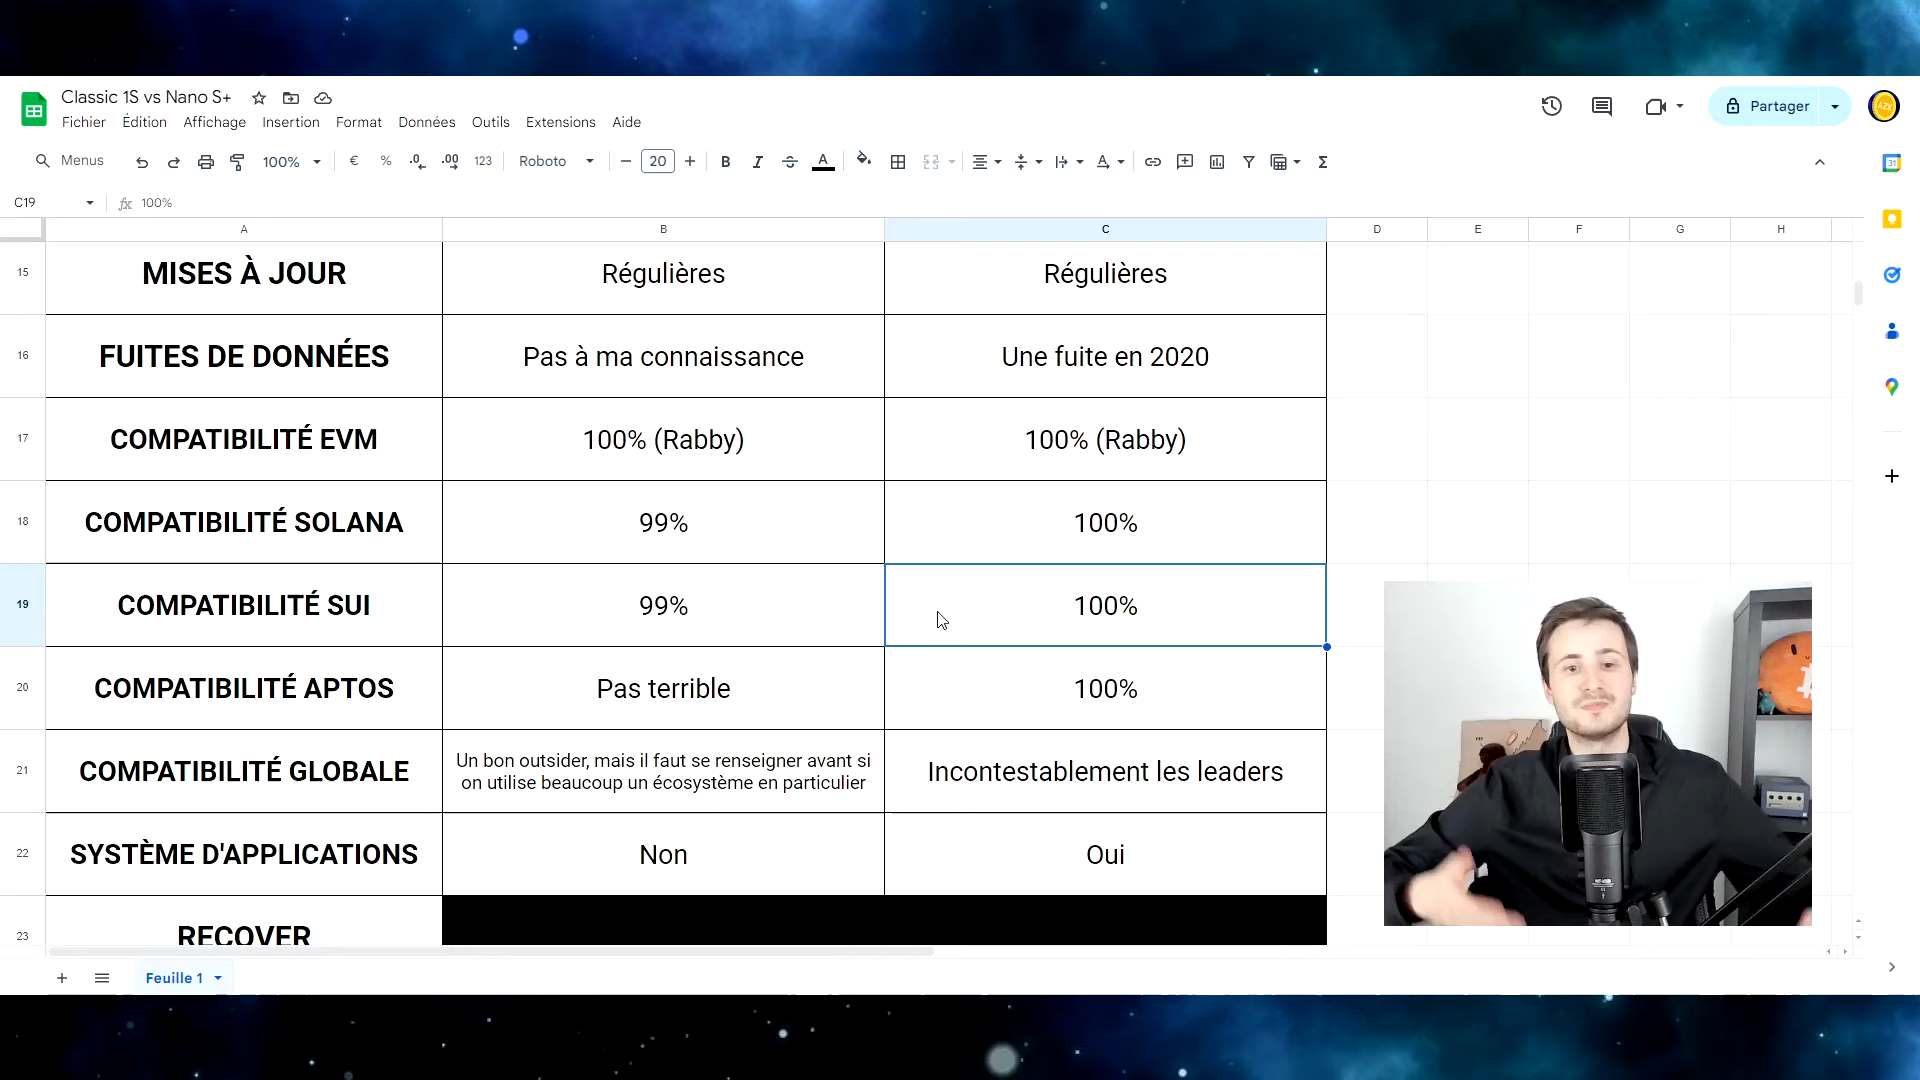 Classic 1S vs Nano S+
Fichier Édition Affichage Insertion Format Données Outils Extensions Aide
Partager
AZK
Menus 100% € % .0 .00 123 Roboto 20 B I A Σ
31
C19 fx 100%
A B C D E F G H
15 MISES À JOUR Régulières Régulières
16 FUITES DE DONNÉES Pas à ma connaissance Une fuite en 2020
17 COMPATIBILITÉ EVM 100% (Rabby) 100% (Rabby)
18 COMPATIBILITÉ SOLANA 99% 100%
19 COMPATIBILITÉ SUI 99% 100%
20 COMPATIBILITÉ APTOS Pas terrible 100%
21 COMPATIBILITÉ GLOBALE Un bon outsider, mais il faut se renseigner avant si
on utilise beaucoup un écosystème en particulier Incontestablement les leaders
22 SYSTÈME D'APPLICATIONS Non Oui
23 RECOVER
Feuille 1